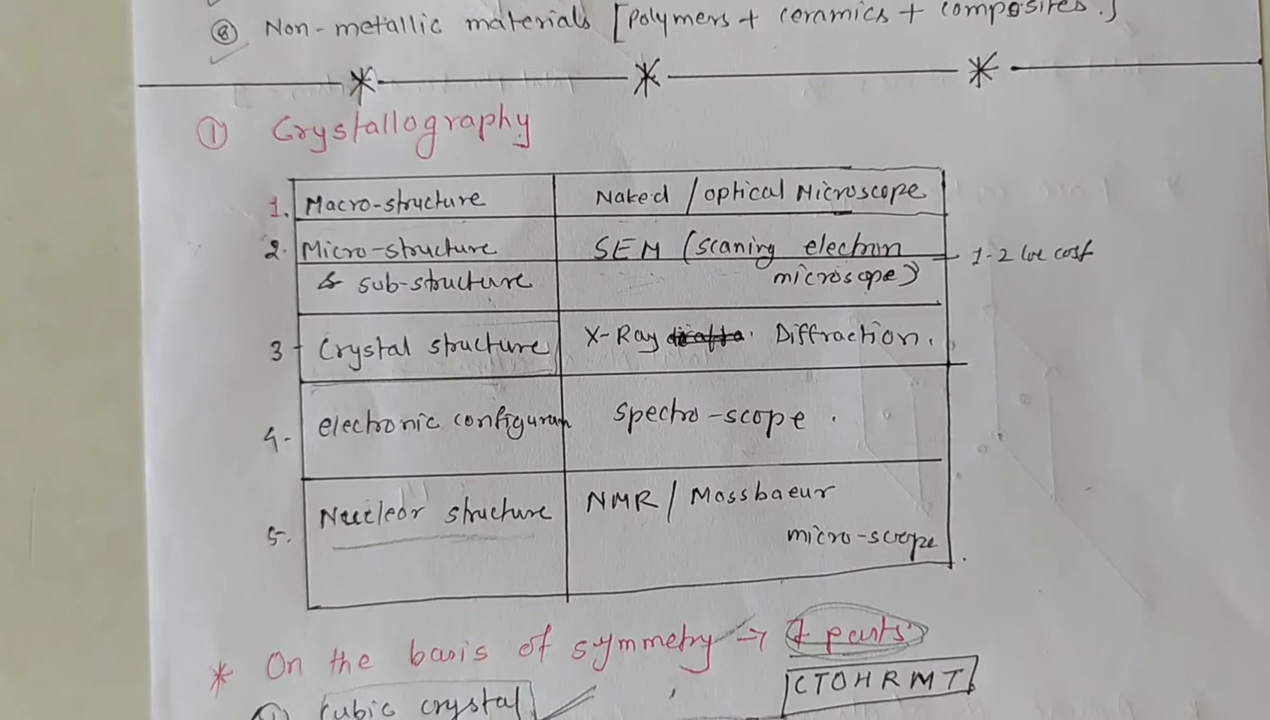 ⑧ Non-metallic materials [polymers + ceramics + composites.]
① Crystallography
1. Macro-structure Naked / optical Microscope
2. Micro-structure SEM (scaning electron
& sub-structure microscope)
1-2 lac cost
3 Crystal structure X-Ray Diffraction.
4. electronic configuration Spectro-scope.
5. Nucleor structure NMR / Mossbaeur
micro-scope.
* On the basis of symmetry → 7 parts
CTOHRMT
① Cubic crystal